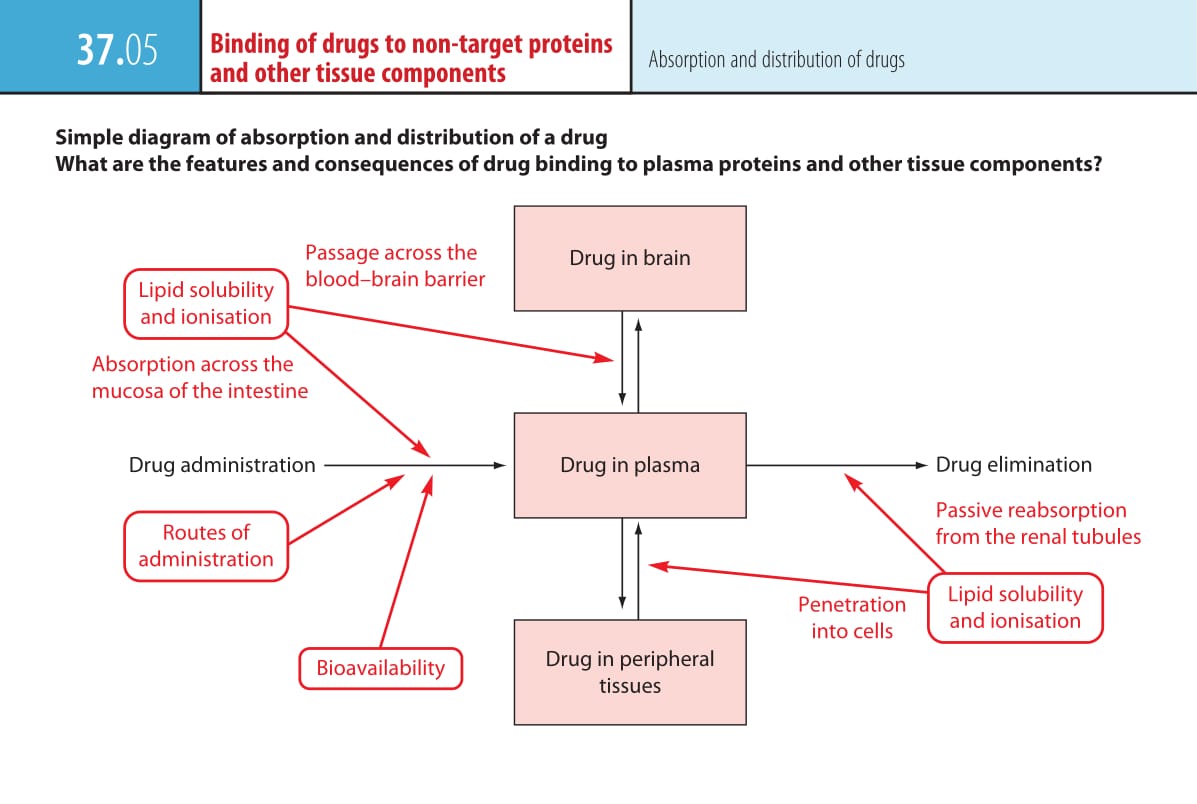 37.05
Binding of drugs to non-target proteins
and other tissue components
Absorption and distribution of drugs
Simple diagram of absorption and distribution of a drug
What are the features and consequences of drug binding to plasma proteins and other tissue components?
Passage across the
blood–brain barrier
Drug in brain
Lipid solubility
and ionisation
Absorption across the
mucosa of the intestine
Drug administration
Drug in plasma
Drug elimination
Routes of
administration
Passive reabsorption
from the renal tubules
Penetration
into cells
Lipid solubility
and ionisation
Bioavailability
Drug in peripheral
tissues